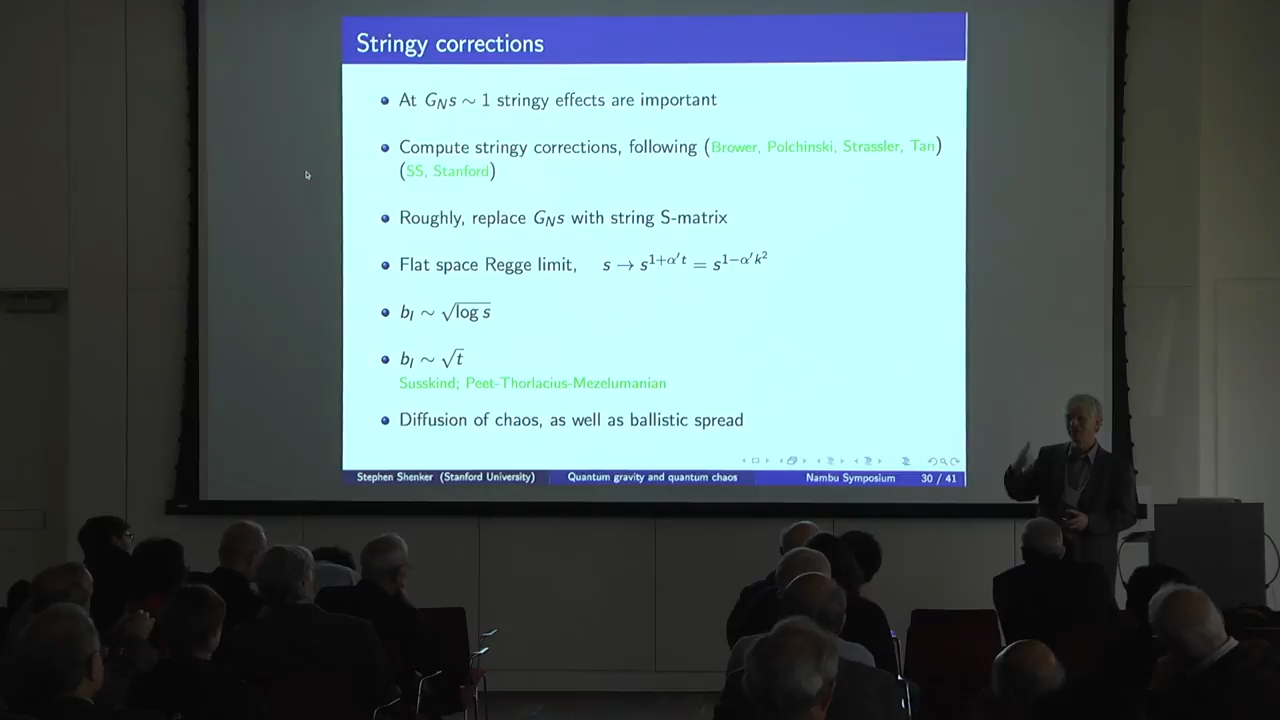 Stringy corrections
At G_N s ∼ 1 stringy effects are important
Compute stringy corrections, following (Brower, Polchinski, Strassler, Tan)
(SS, Stanford)
Roughly, replace G_N s with string S-matrix
Flat space Regge limit, s → s^{1+α′t} = s^{1−α′k^2}
b_I ∼ √log s
b_I ∼ √t
Susskind; Peet-Thorlacius-Mezelumanian
Diffusion of chaos, as well as ballistic spread
Stephen Shenker (Stanford University) Quantum gravity and quantum chaos Nambu Symposium 30 / 41